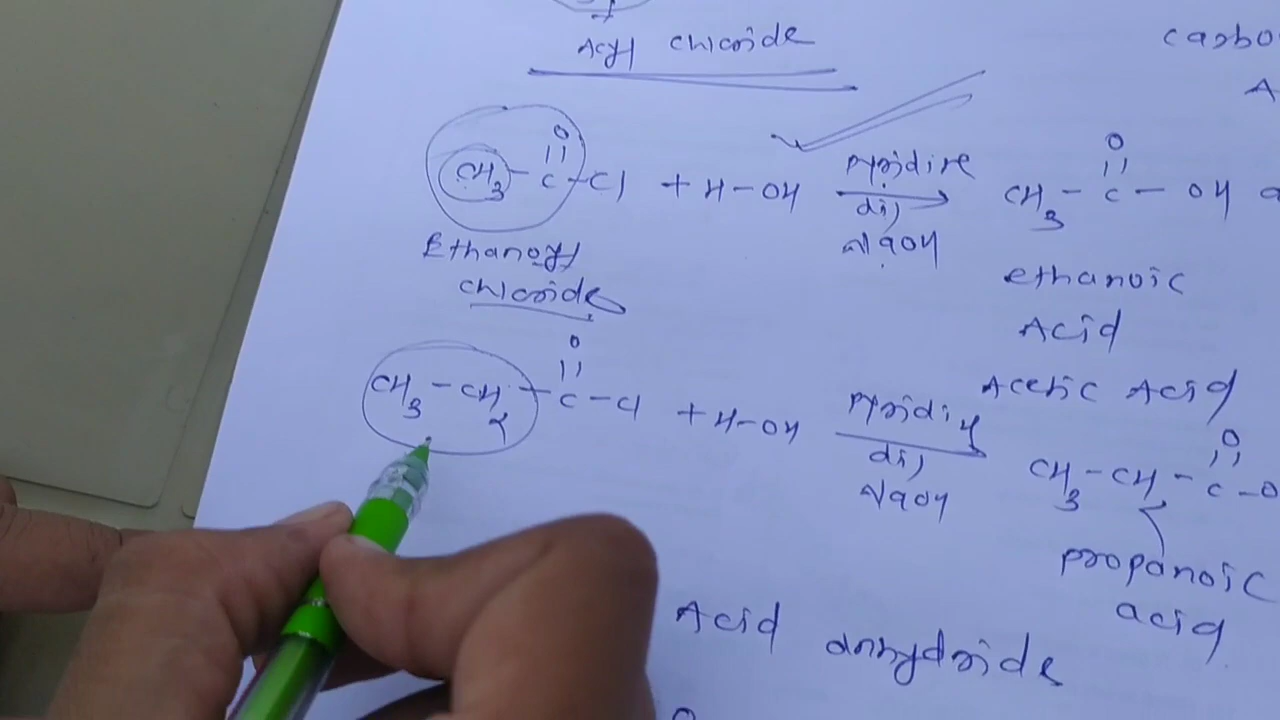 Acyl chloride
carbo
A
CH3 - C - Cl + H - OH pyridine CH3 - C - OH
O
dil NaOH
O
Ethanoyl chloride
ethanoic Acid
Acetic Acid
CH3 - CH2 - C - Cl + H-OH pyridin CH3 - CH2 - C - O
O
dil NaOH
O
propanoic acid
Acid anhydride